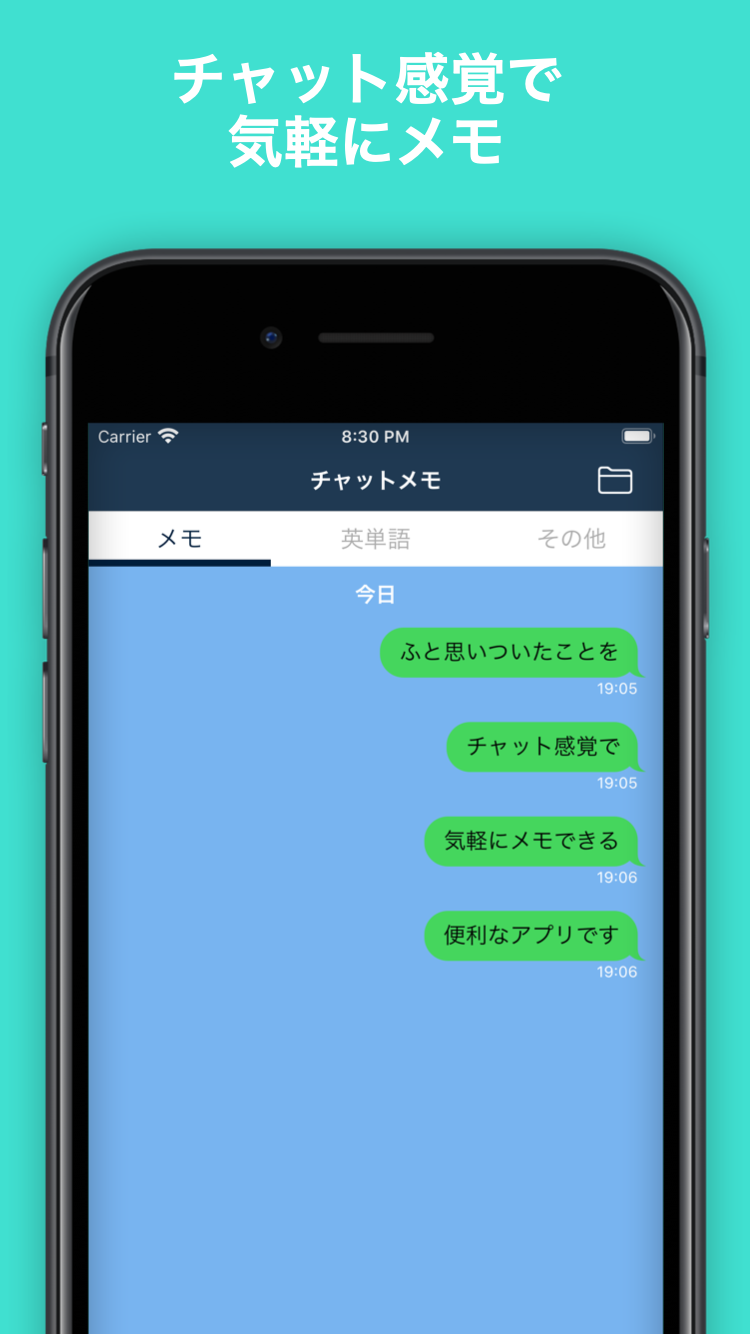 チャット感覚で
気軽にメモ
Carrier 8:30 PM
チャットメモ
メモ 英単語 その他
今日
ふと思いついたことを
19:05
チャット感覚で
19:05
気軽にメモできる
19:06
便利なアプリです
19:06